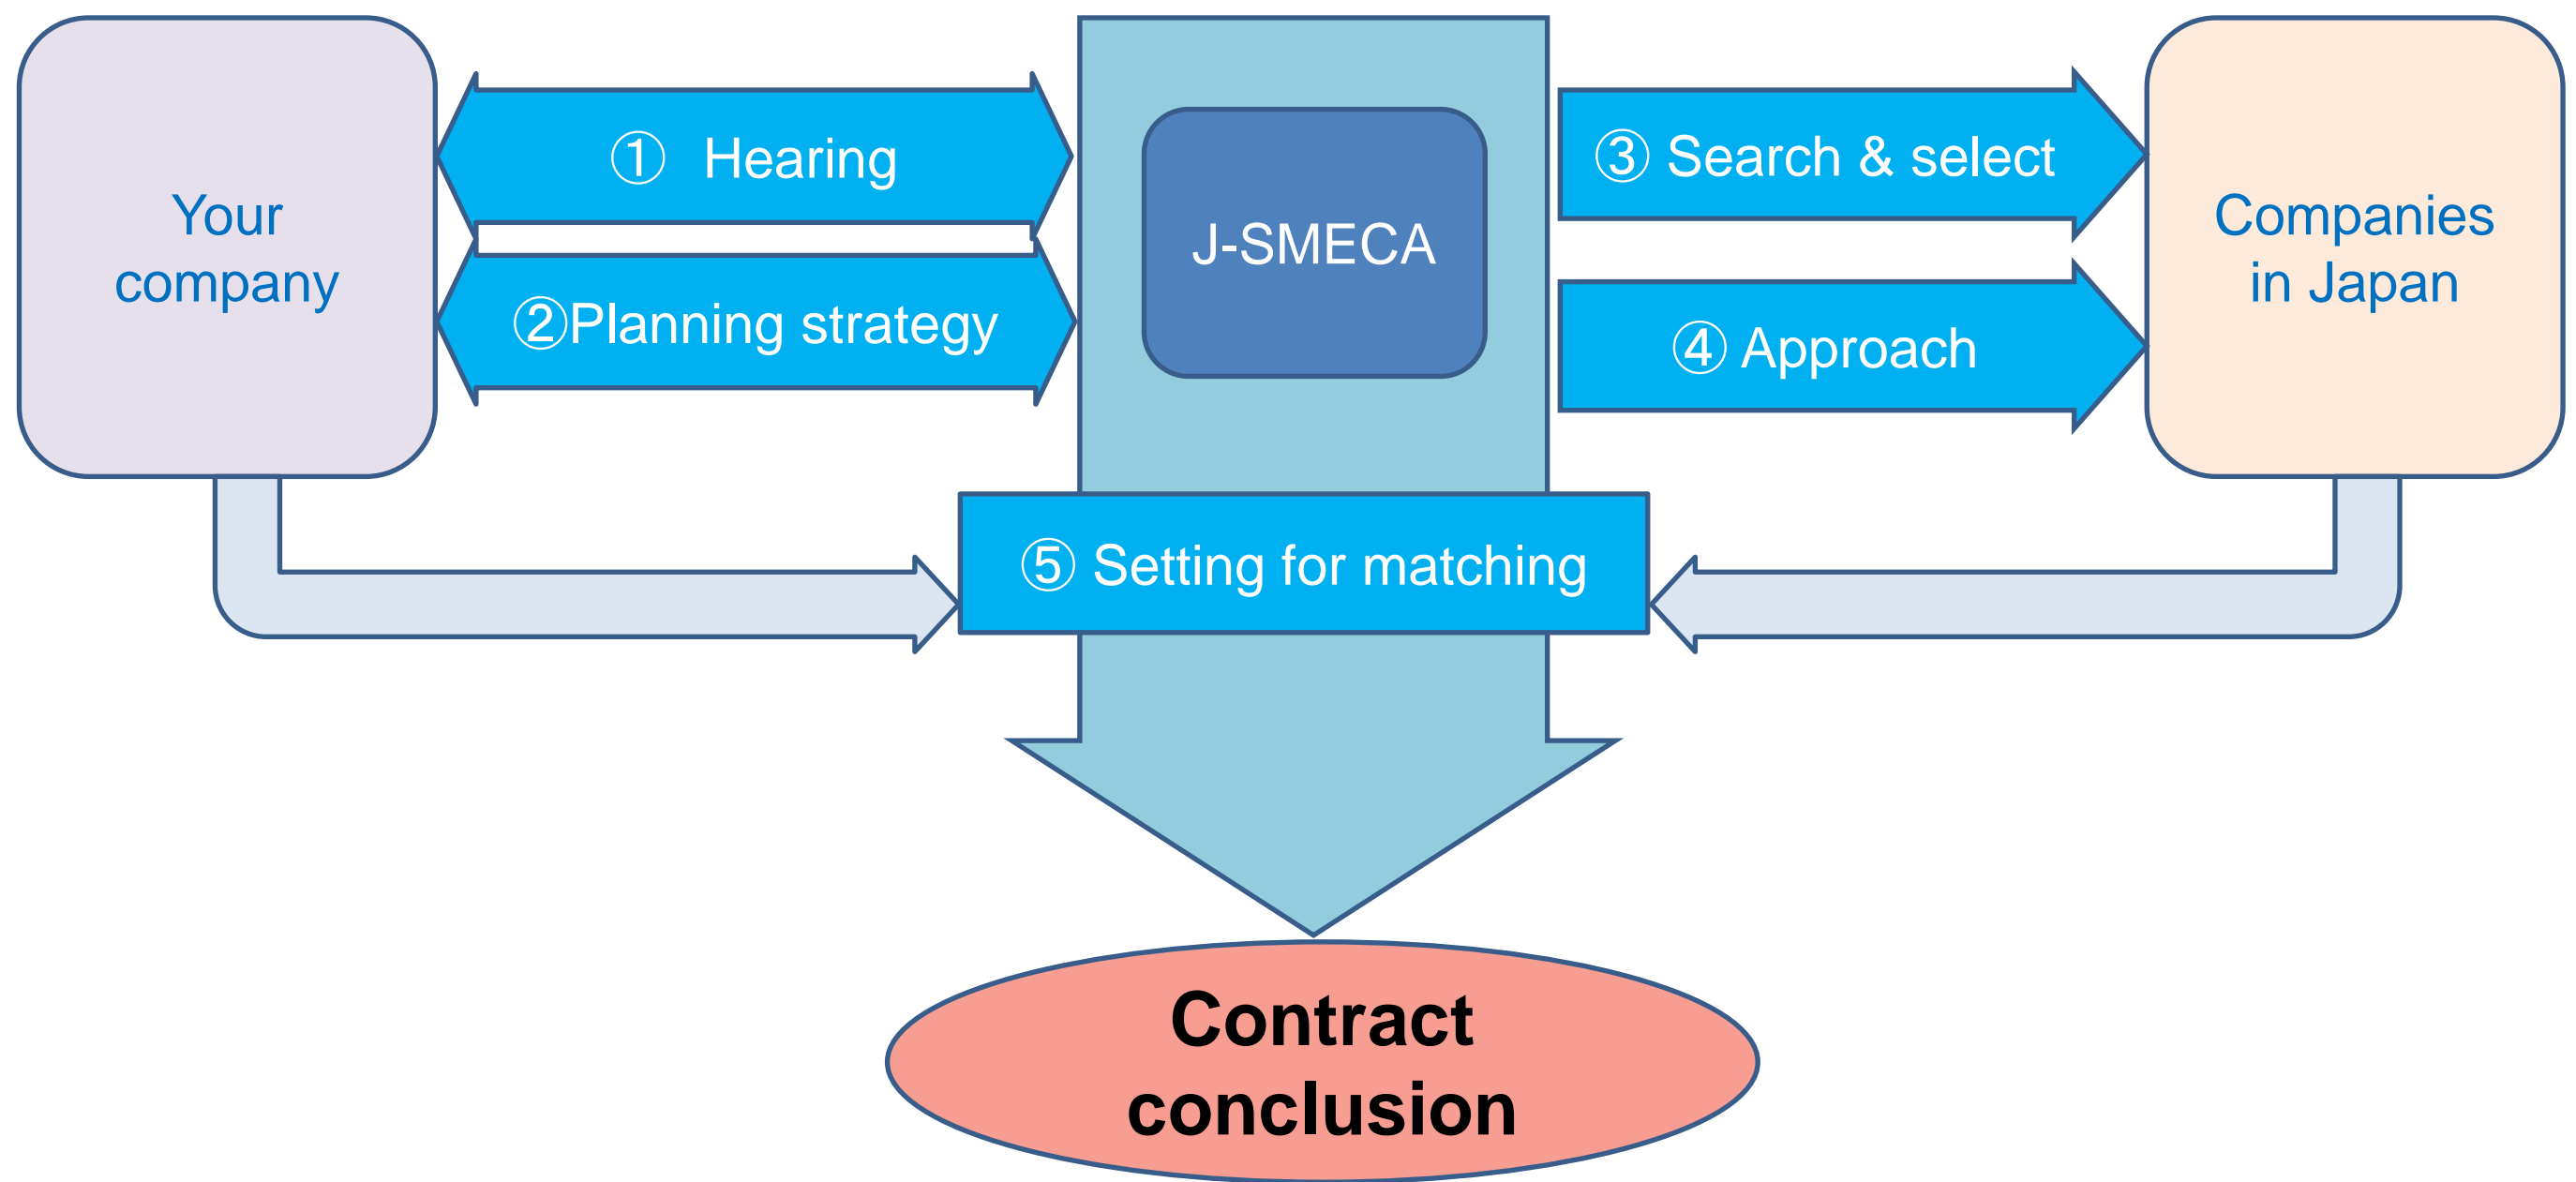 Your
company
① Hearing
②Planning strategy
J-SMECA
③ Search & select
④ Approach
Companies
in Japan
⑤ Setting for matching
Contract
conclusion